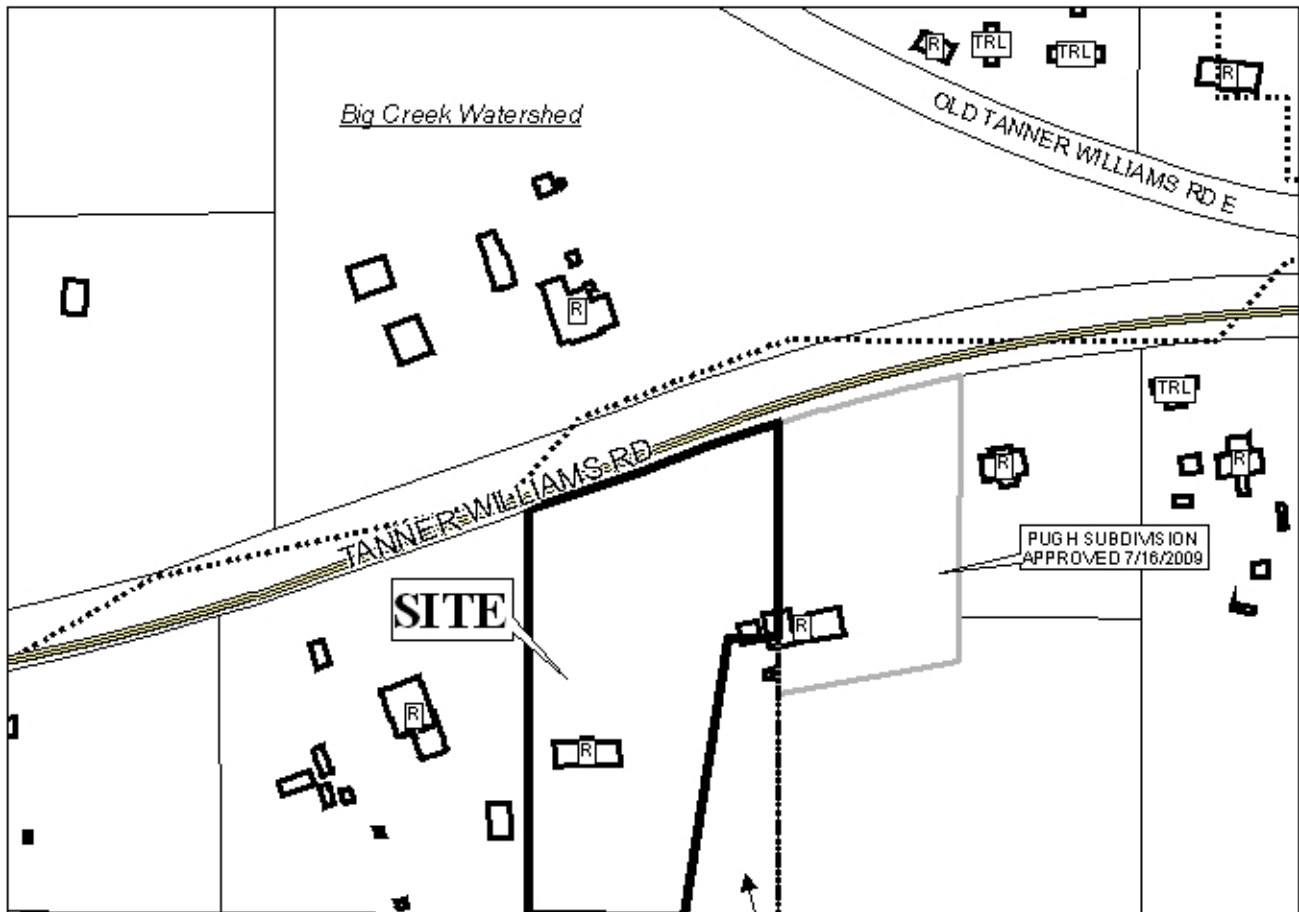 R
TRL
TRL
R
Big Creek Watershed
OLD TANNER WILLIAMS RD E
R
TANNER WILLIAMS RD
TRL
R
R
PUGH SUBDIVISION
APPROVED 7/16/2009
SITE
R
R
R